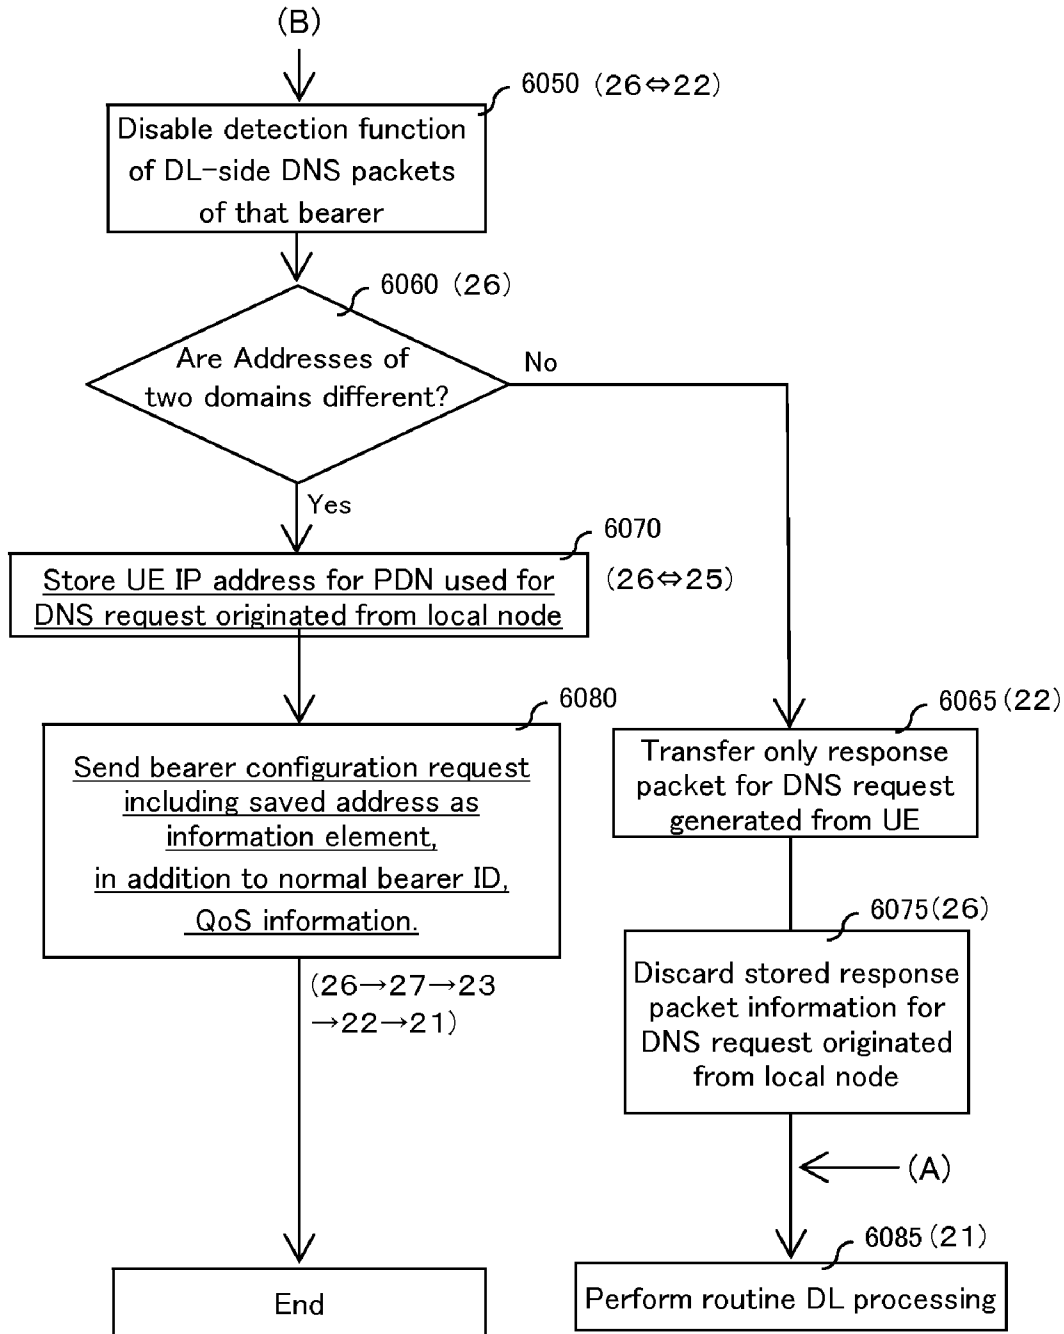 (B)
6050 (26⇔22)
Disable detection function
of DL-side DNS packets
of that bearer
6060 (26)
Are Addresses of
two domains different?
No
Yes
6070
(26⇔25)
Store UE IP address for PDN used for
DNS request originated from local node
6080
Send bearer configuration request
including saved address as
information element,
in addition to normal bearer ID,
QoS information.
(26→27→23
→22→21)
End
6065 (22)
Transfer only response
packet for DNS request
generated from UE
6075 (26)
Discard stored response
packet information for
DNS request originated
from local node
(A)
6085 (21)
Perform routine DL processing